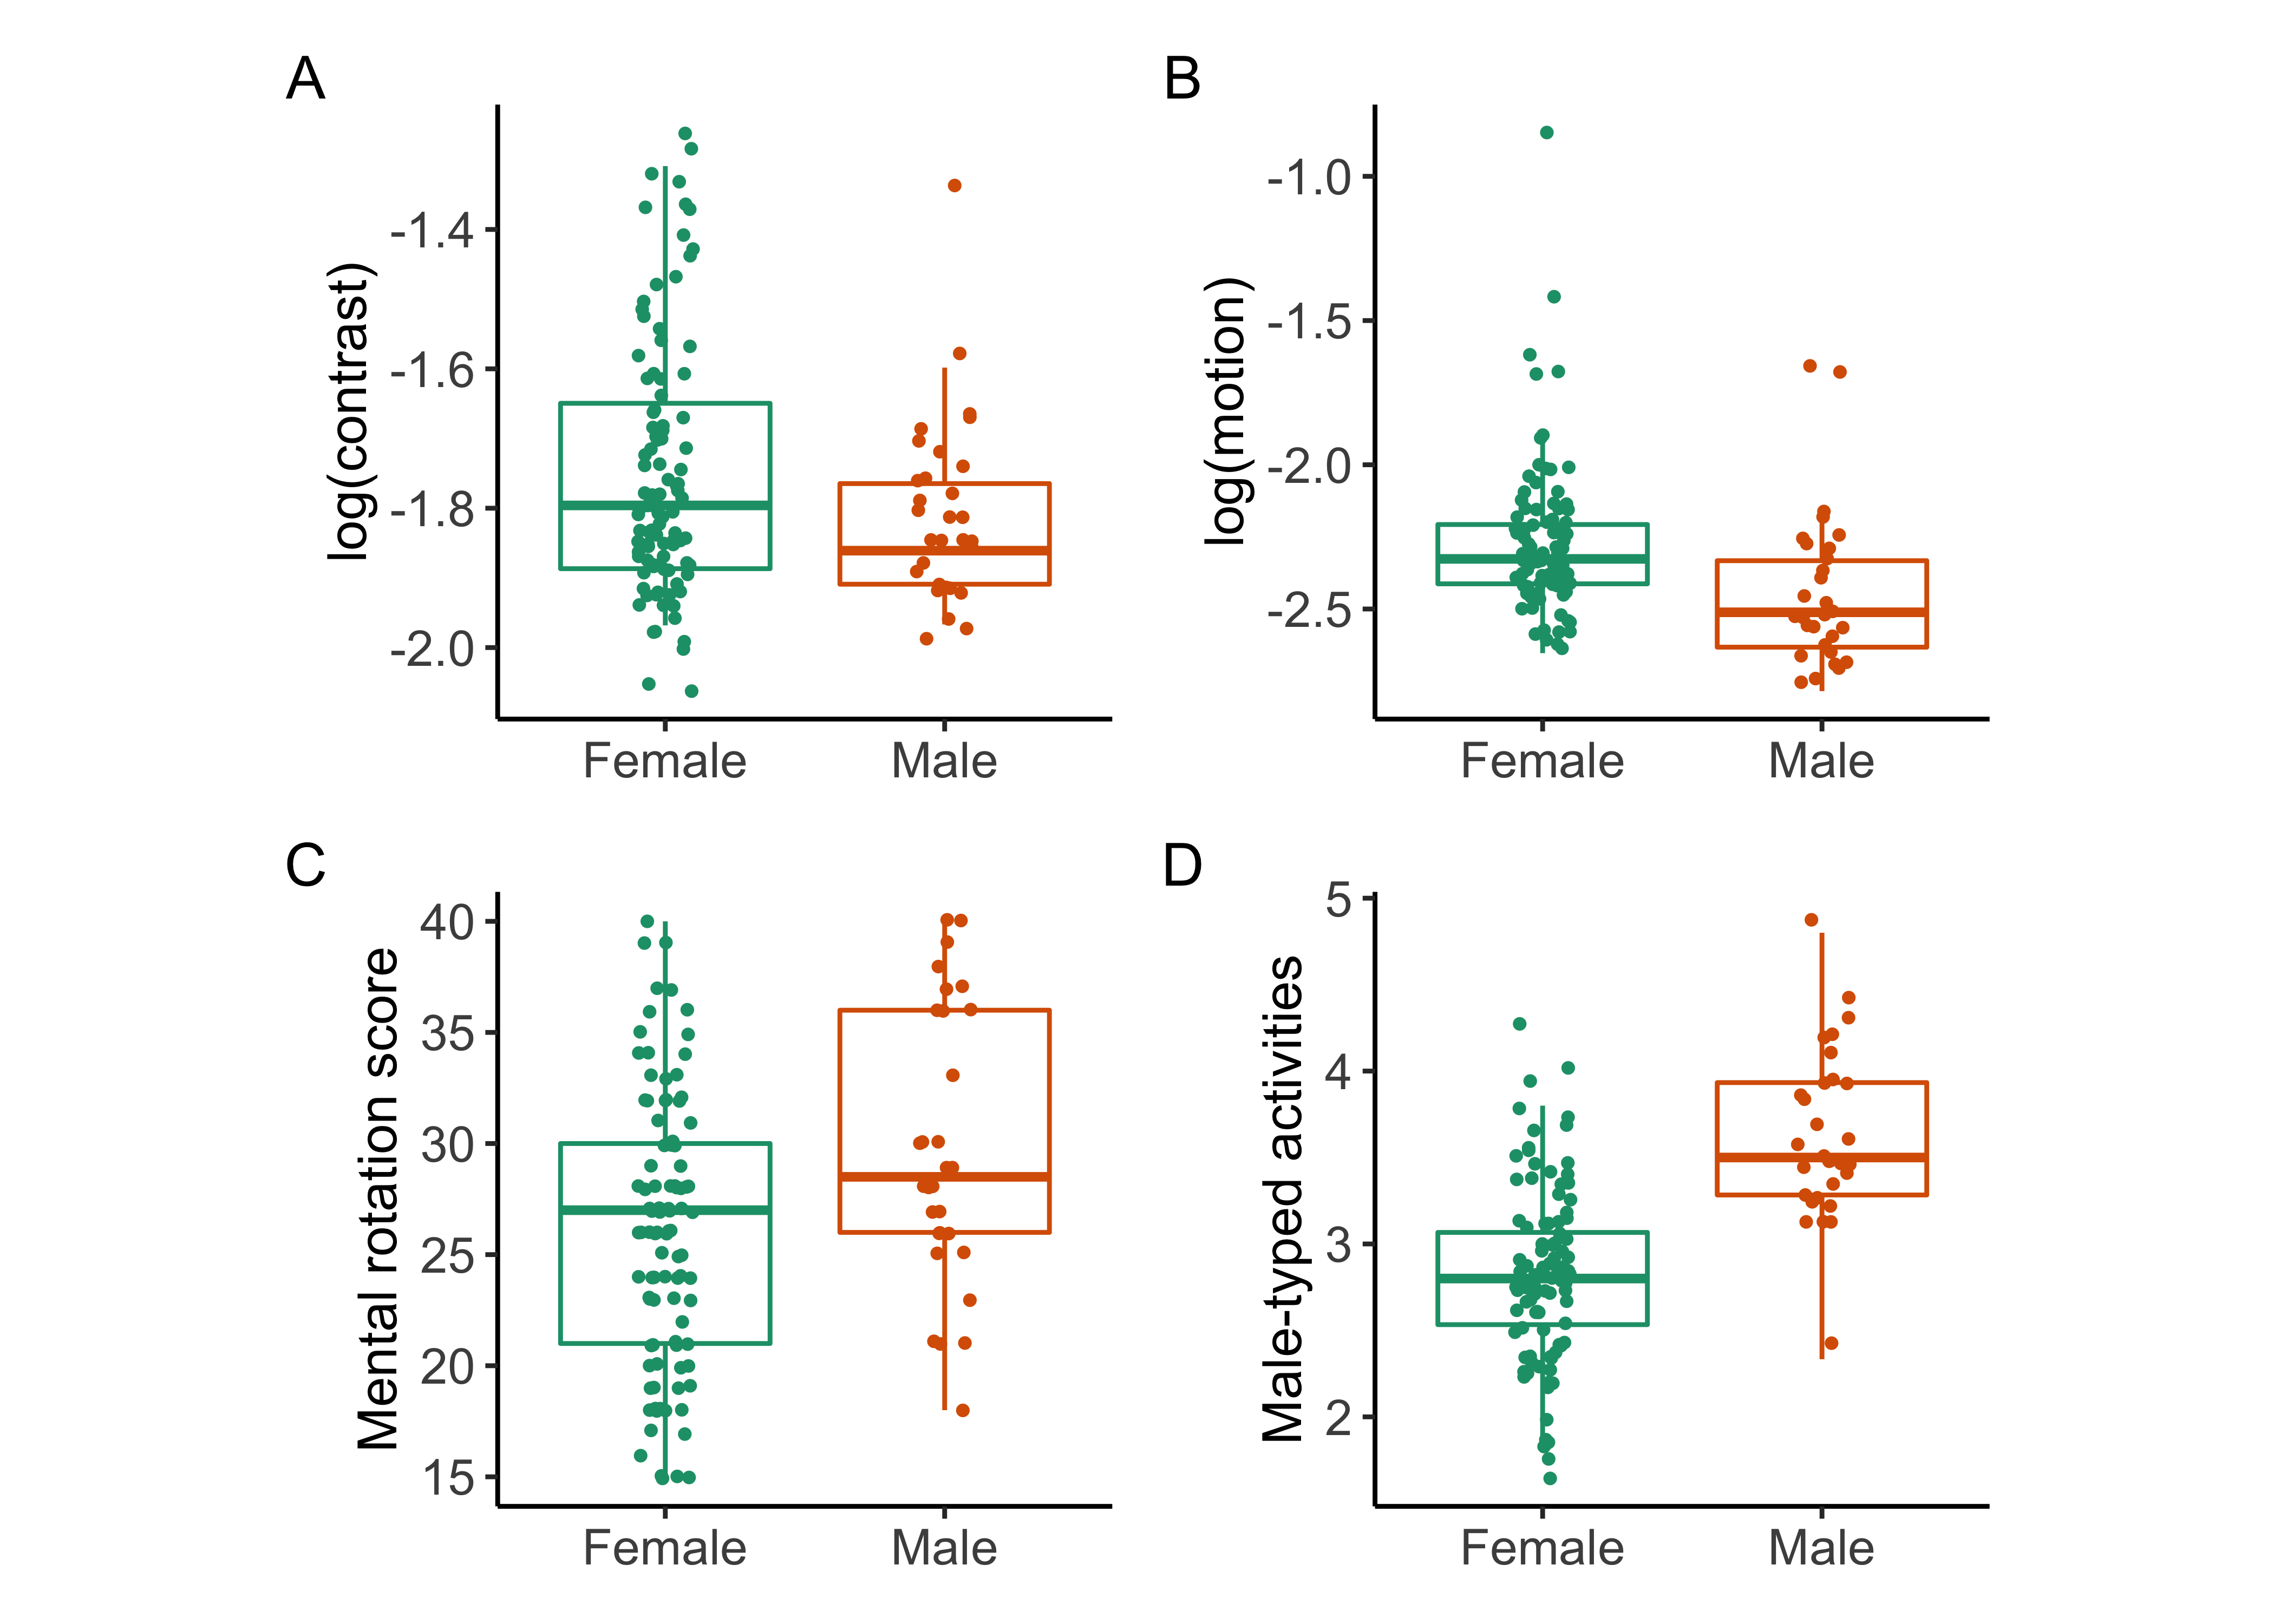 A
log(contrast)
-1.4
-1.6
-1.8
-2.0
Female Male
B
log(motion)
-1.0
-1.5
-2.0
-2.5
Female Male
C
Mental rotation score
40
35
30
25
20
15
Female Male
D
Male-typed activities
5
4
3
2
Female Male